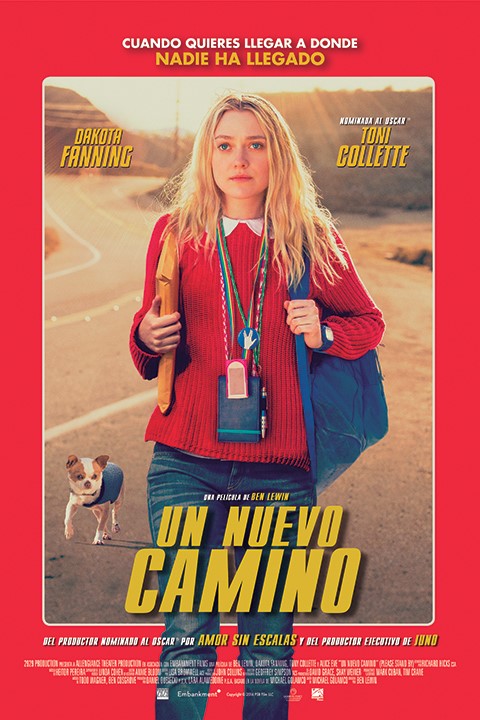 CUANDO QUIERES LLEGAR A DONDE
NADIE HA LLEGADO
DAKOTA
FANNING
NOMINADA AL OSCAR®
TONI
COLLETTE
UNA PELÍCULA DE BEN LEWIN
UN NUEVO
CAMINO
DEL PRODUCTOR NOMINADO AL OSCAR® POR AMOR SIN ESCALAS Y DEL PRODUCTOR EJECUTIVO DE JUNO
Embankment